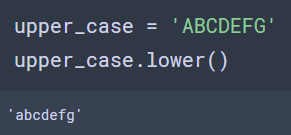 upper_case = 'ABCDEFG'
upper_case.lower()
'abcdefg'